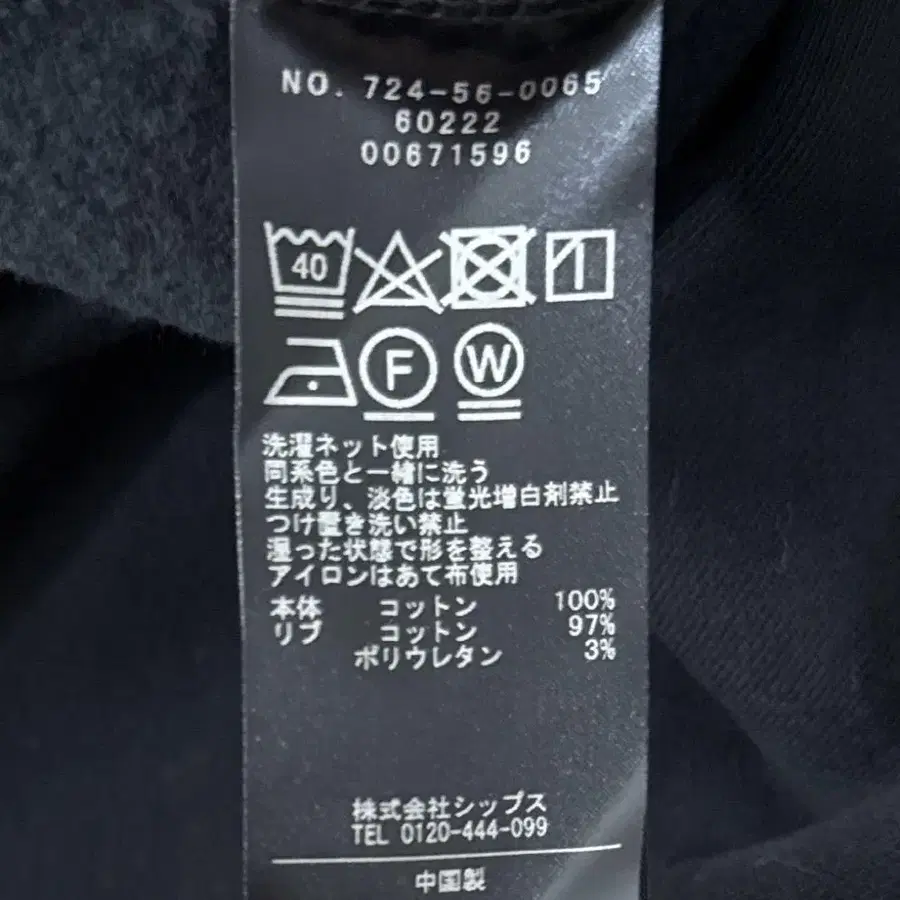 NO. 724-56-0065
60222
00671596
40
F W
洗濯ネット使用
同系色と一緒に洗う
生成り、淡色は蛍光増白剤禁止
つけ置き洗い禁止
湿った状態で形を整える
アイロンはあて布使用
本体 コットン 100%
リブ コットン 97%
ポリウレタン 3%
株式会社シップス
TEL 0120-444-099
中国製